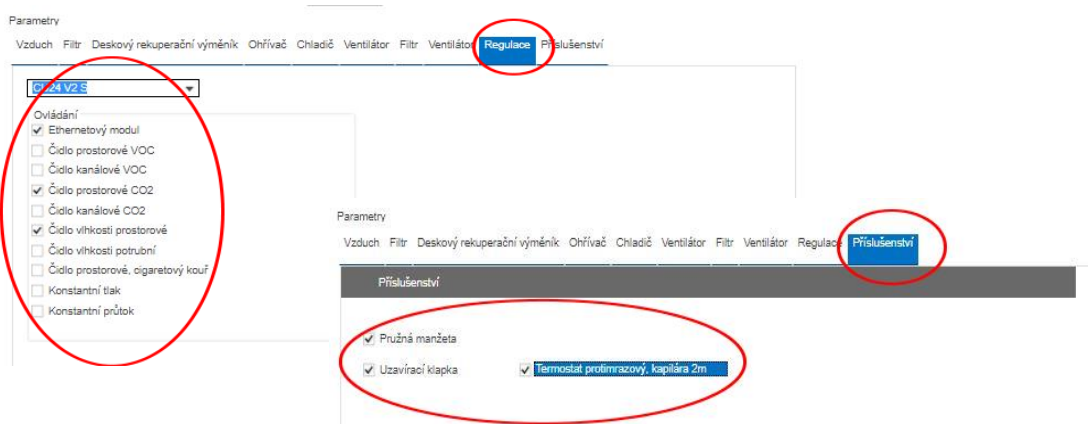 Parametry
Vzduch Filtr Deskový rekuperační výměník Ohřívač Chladič Ventilátor Filtr Ventilátor Regulace Příslušenství
V2 S
Ovládání
Ethernetový modul
Čidlo prostorové VOC
Čidlo kanálové VOC
Čidlo prostorové CO2
Čidlo kanálové CO2
Čidlo vlhkosti prostorové
Čidlo vlhkosti potrubní
Čidlo prostorové, cigaretový kouř
Konstantní tlak
Konstantní průtok
Parametry
Vzduch Filtr Deskový rekuperační výměník Ohřívač Chladič Ventilátor Filtr Ventilátor Regulace Příslušenství
Příslušenství
Pružná manžeta
Uzavírací klapka Termostat protimrazový, kapilára 2m